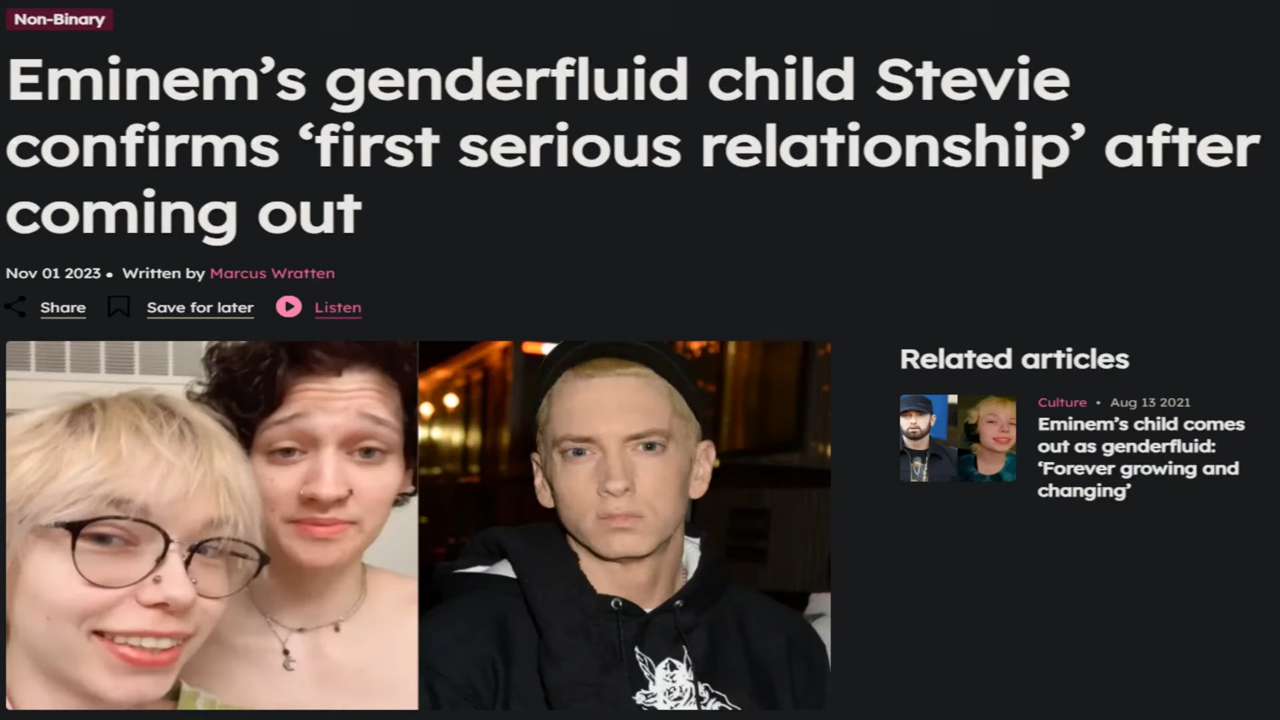 Non-Binary
Eminem’s genderfluid child Stevie
confirms ‘first serious relationship’ after
coming out
Nov 01 2023 • Written by Marcus Wratten
Share Save for later Listen
Related articles
Culture • Aug 13 2021
Eminem’s child comes
out as genderfluid:
‘Forever growing and
changing’